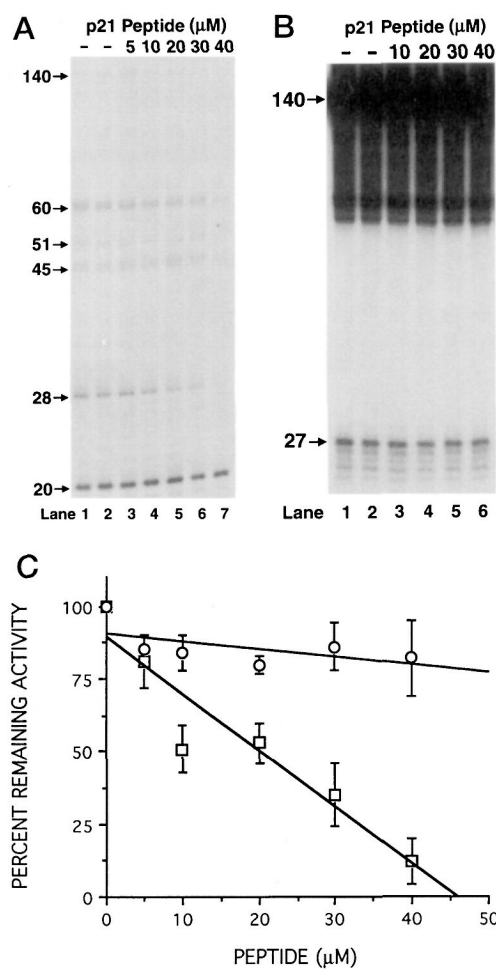 A
p21 Peptide (μM)
– – 5 10 20 30 40
140→
60→
51→
45→
28→
20→
Lane 1 2 3 4 5 6 7
B
p21 Peptide (μM)
– – 10 20 30 40
140→
27→
Lane 1 2 3 4 5 6
C
PERCENT REMAINING ACTIVITY
100
75
50
25
0
0 10 20 30 40 50
PEPTIDE (μM)